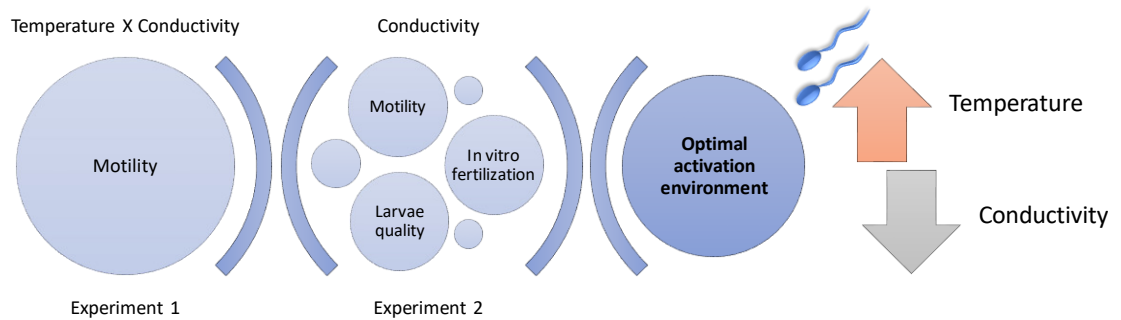 Temperature X Conductivity
Motility
Experiment 1
Conductivity
Motility
In vitro
fertilization
Larvae
quality
Experiment 2
Optimal
activation
environment
Temperature
Conductivity